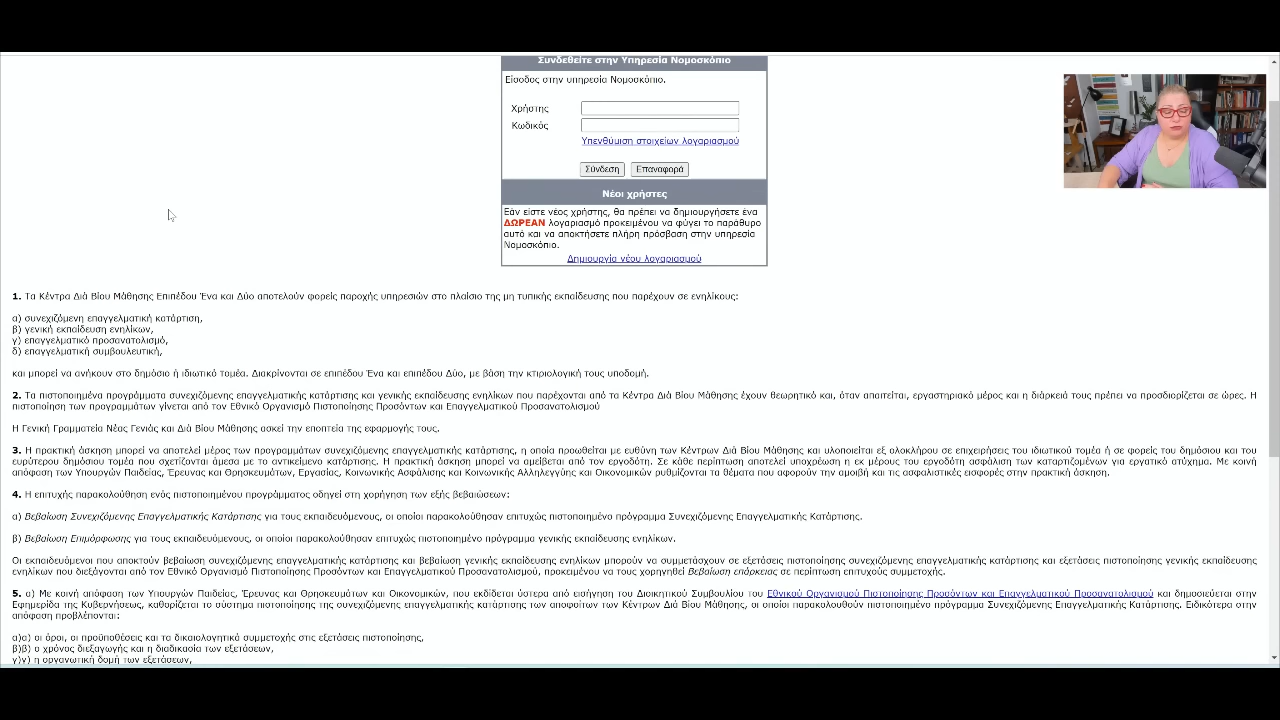 Συνδεθείτε στην Υπηρεσία Νομοσκόπιο
Είσοδος στην υπηρεσία Νομοσκόπιο.
Χρήστης
Κωδικός
Υπενθύμιση στοιχείων λογαριασμού
Σύνδεση Επαναφορά
Νέοι χρήστες
Εάν είστε νέος χρήστης, θα πρέπει να δημιουργήσετε ένα
ΔΩΡΕΑΝ λογαριασμό προκειμένου να φύγει το παράθυρο
αυτό και να αποκτήσετε πλήρη πρόσβαση στην υπηρεσία
Νομοσκόπιο.
Δημιουργία νέου λογαριασμού
1. Τα Κέντρα Διά Βίου Μάθησης Επιπέδου Ένα και Δύο αποτελούν φορείς παροχής υπηρεσιών στο πλαίσιο της μη τυπικής εκπαίδευσης που παρέχουν σε ενηλίκους:
α) συνεχιζόμενη επαγγελματική κατάρτιση,
β) γενική εκπαίδευση ενηλίκων,
γ) επαγγελματικό προσανατολισμό,
δ) επαγγελματική συμβουλευτική,
και μπορεί να ανήκουν στο δημόσιο ή ιδιωτικό τομέα. Διακρίνονται σε επιπέδου Ένα και επιπέδου Δύο, με βάση την κτιριολογική τους υποδομή.
2. Τα πιστοποιημένα προγράμματα συνεχιζόμενης επαγγελματικής κατάρτισης και γενικής εκπαίδευσης ενηλίκων που παρέχονται από τα Κέντρα Διά Βίου Μάθησης έχουν θεωρητικό και, όταν απαιτείται, εργαστηριακό μέρος και η διάρκειά τους πρέπει να προσδιορίζεται σε ώρες. Η
πιστοποίηση των προγραμμάτων γίνεται από τον Εθνικό Οργανισμό Πιστοποίησης Προσόντων και Επαγγελματικού Προσανατολισμού
Η Γενική Γραμματεία Νέας Γενιάς και Διά Βίου Μάθησης ασκεί την εποπτεία της εφαρμογής τους.
3. Η πρακτική άσκηση μπορεί να αποτελεί μέρος των προγραμμάτων συνεχιζόμενης επαγγελματικής κατάρτισης, η οποία προωθείται με ευθύνη των Κέντρων Διά Βίου Μάθησης και υλοποιείται εξ ολοκλήρου σε επιχειρήσεις του ιδιωτικού τομέα ή σε φορείς του δημοσίου και του
ευρύτερου δημόσιου τομέα που σχετίζονται άμεσα με το αντικείμενο κατάρτισης. Η πρακτική άσκηση μπορεί να αμείβεται από τον εργοδότη. Σε κάθε περίπτωση αποτελεί υποχρέωση η εκ μέρους του εργοδότη ασφάλιση των καταρτιζομένων για εργατικό ατύχημα. Με κοινή
απόφαση των Υπουργών Παιδείας, Έρευνας και Θρησκευμάτων, Εργασίας, Κοινωνικής Ασφάλισης και Κοινωνικής Αλληλεγγύης και Οικονομικών ρυθμίζονται τα θέματα που αφορούν την αμοιβή και τις ασφαλιστικές εισφορές στην πρακτική άσκηση.
4. Η επιτυχής παρακολούθηση ενός πιστοποιημένου προγράμματος οδηγεί στη χορήγηση των εξής βεβαιώσεων:
α) Βεβαίωση Συνεχιζόμενης Επαγγελματικής Κατάρτισης για τους εκπαιδευόμενους, οι οποίοι παρακολούθησαν επιτυχώς πιστοποιημένο πρόγραμμα Συνεχιζόμενης Επαγγελματικής Κατάρτισης.
β) Βεβαίωση Επιμόρφωσης για τους εκπαιδευόμενους, οι οποίοι παρακολούθησαν επιτυχώς πιστοποιημένο πρόγραμμα γενικής εκπαίδευσης ενηλίκων.
Οι εκπαιδευόμενοι που αποκτούν βεβαίωση συνεχιζόμενης επαγγελματικής κατάρτισης και βεβαίωση γενικής εκπαίδευσης ενηλίκων μπορούν να συμμετάσχουν σε εξετάσεις πιστοποίησης συνεχιζόμενης επαγγελματικής κατάρτισης και εξετάσεις πιστοποίησης γενικής εκπαίδευσης
ενηλίκων που διεξάγονται από τον Εθνικό Οργανισμό Πιστοποίησης Προσόντων και Επαγγελματικού Προσανατολισμού, προκειμένου να τους χορηγηθεί Βεβαίωση επάρκειας σε περίπτωση επιτυχούς συμμετοχής.
5. α) Με κοινή απόφαση των Υπουργών Παιδείας, Έρευνας και Θρησκευμάτων και Οικονομικών, που εκδίδεται ύστερα από εισήγηση του Διοικητικού Συμβουλίου του Εθνικού Οργανισμού Πιστοποίησης Προσόντων και Επαγγελματικού Προσανατολισμού και δημοσιεύεται στην
Εφημερίδα της Κυβερνήσεως, καθορίζεται το σύστημα πιστοποίησης της συνεχιζόμενης επαγγελματικής κατάρτισης των αποφοίτων των Κέντρων Διά Βίου Μάθησης, οι οποίοι παρακολουθούν πιστοποιημένο πρόγραμμα Συνεχιζόμενης Επαγγελματικής Κατάρτισης. Ειδικότερα στην
απόφαση προβλέπονται:
α)α) οι όροι, οι προϋποθέσεις και τα δικαιολογητικά συμμετοχής στις εξετάσεις πιστοποίησης,
β)β) ο χρόνος διεξαγωγής και η διαδικασία των εξετάσεων,
γ)γ) η οργανωτική δομή των εξετάσεων,